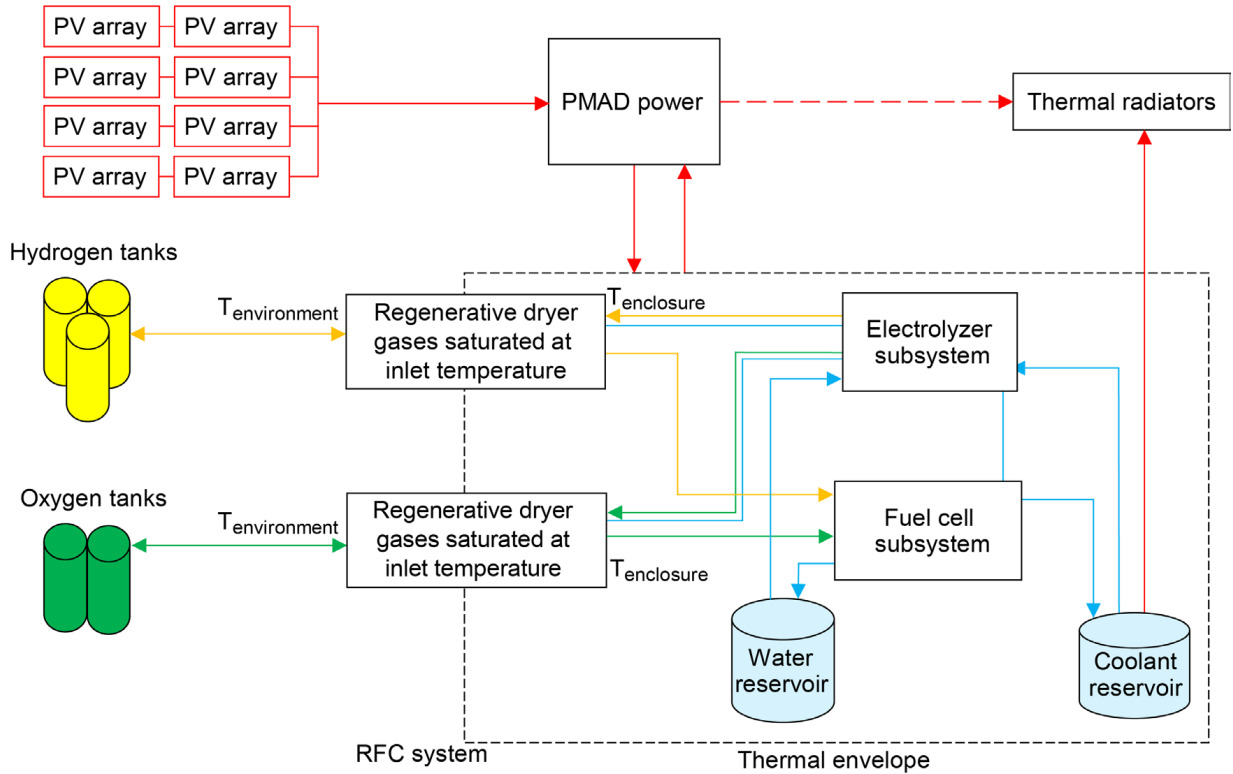 PV array PV array
PV array PV array
PV array PV array
PV array PV array
PMAD power
Thermal radiators
Hydrogen tanks
Tenvironment
Regenerative dryer
gases saturated at
inlet temperature
Tenclosure
Electrolyzer
subsystem
Oxygen tanks
Tenvironment
Regenerative dryer
gases saturated at
inlet temperature
Tenclosure
Fuel cell
subsystem
Water
reservoir
Coolant
reservoir
RFC system
Thermal envelope